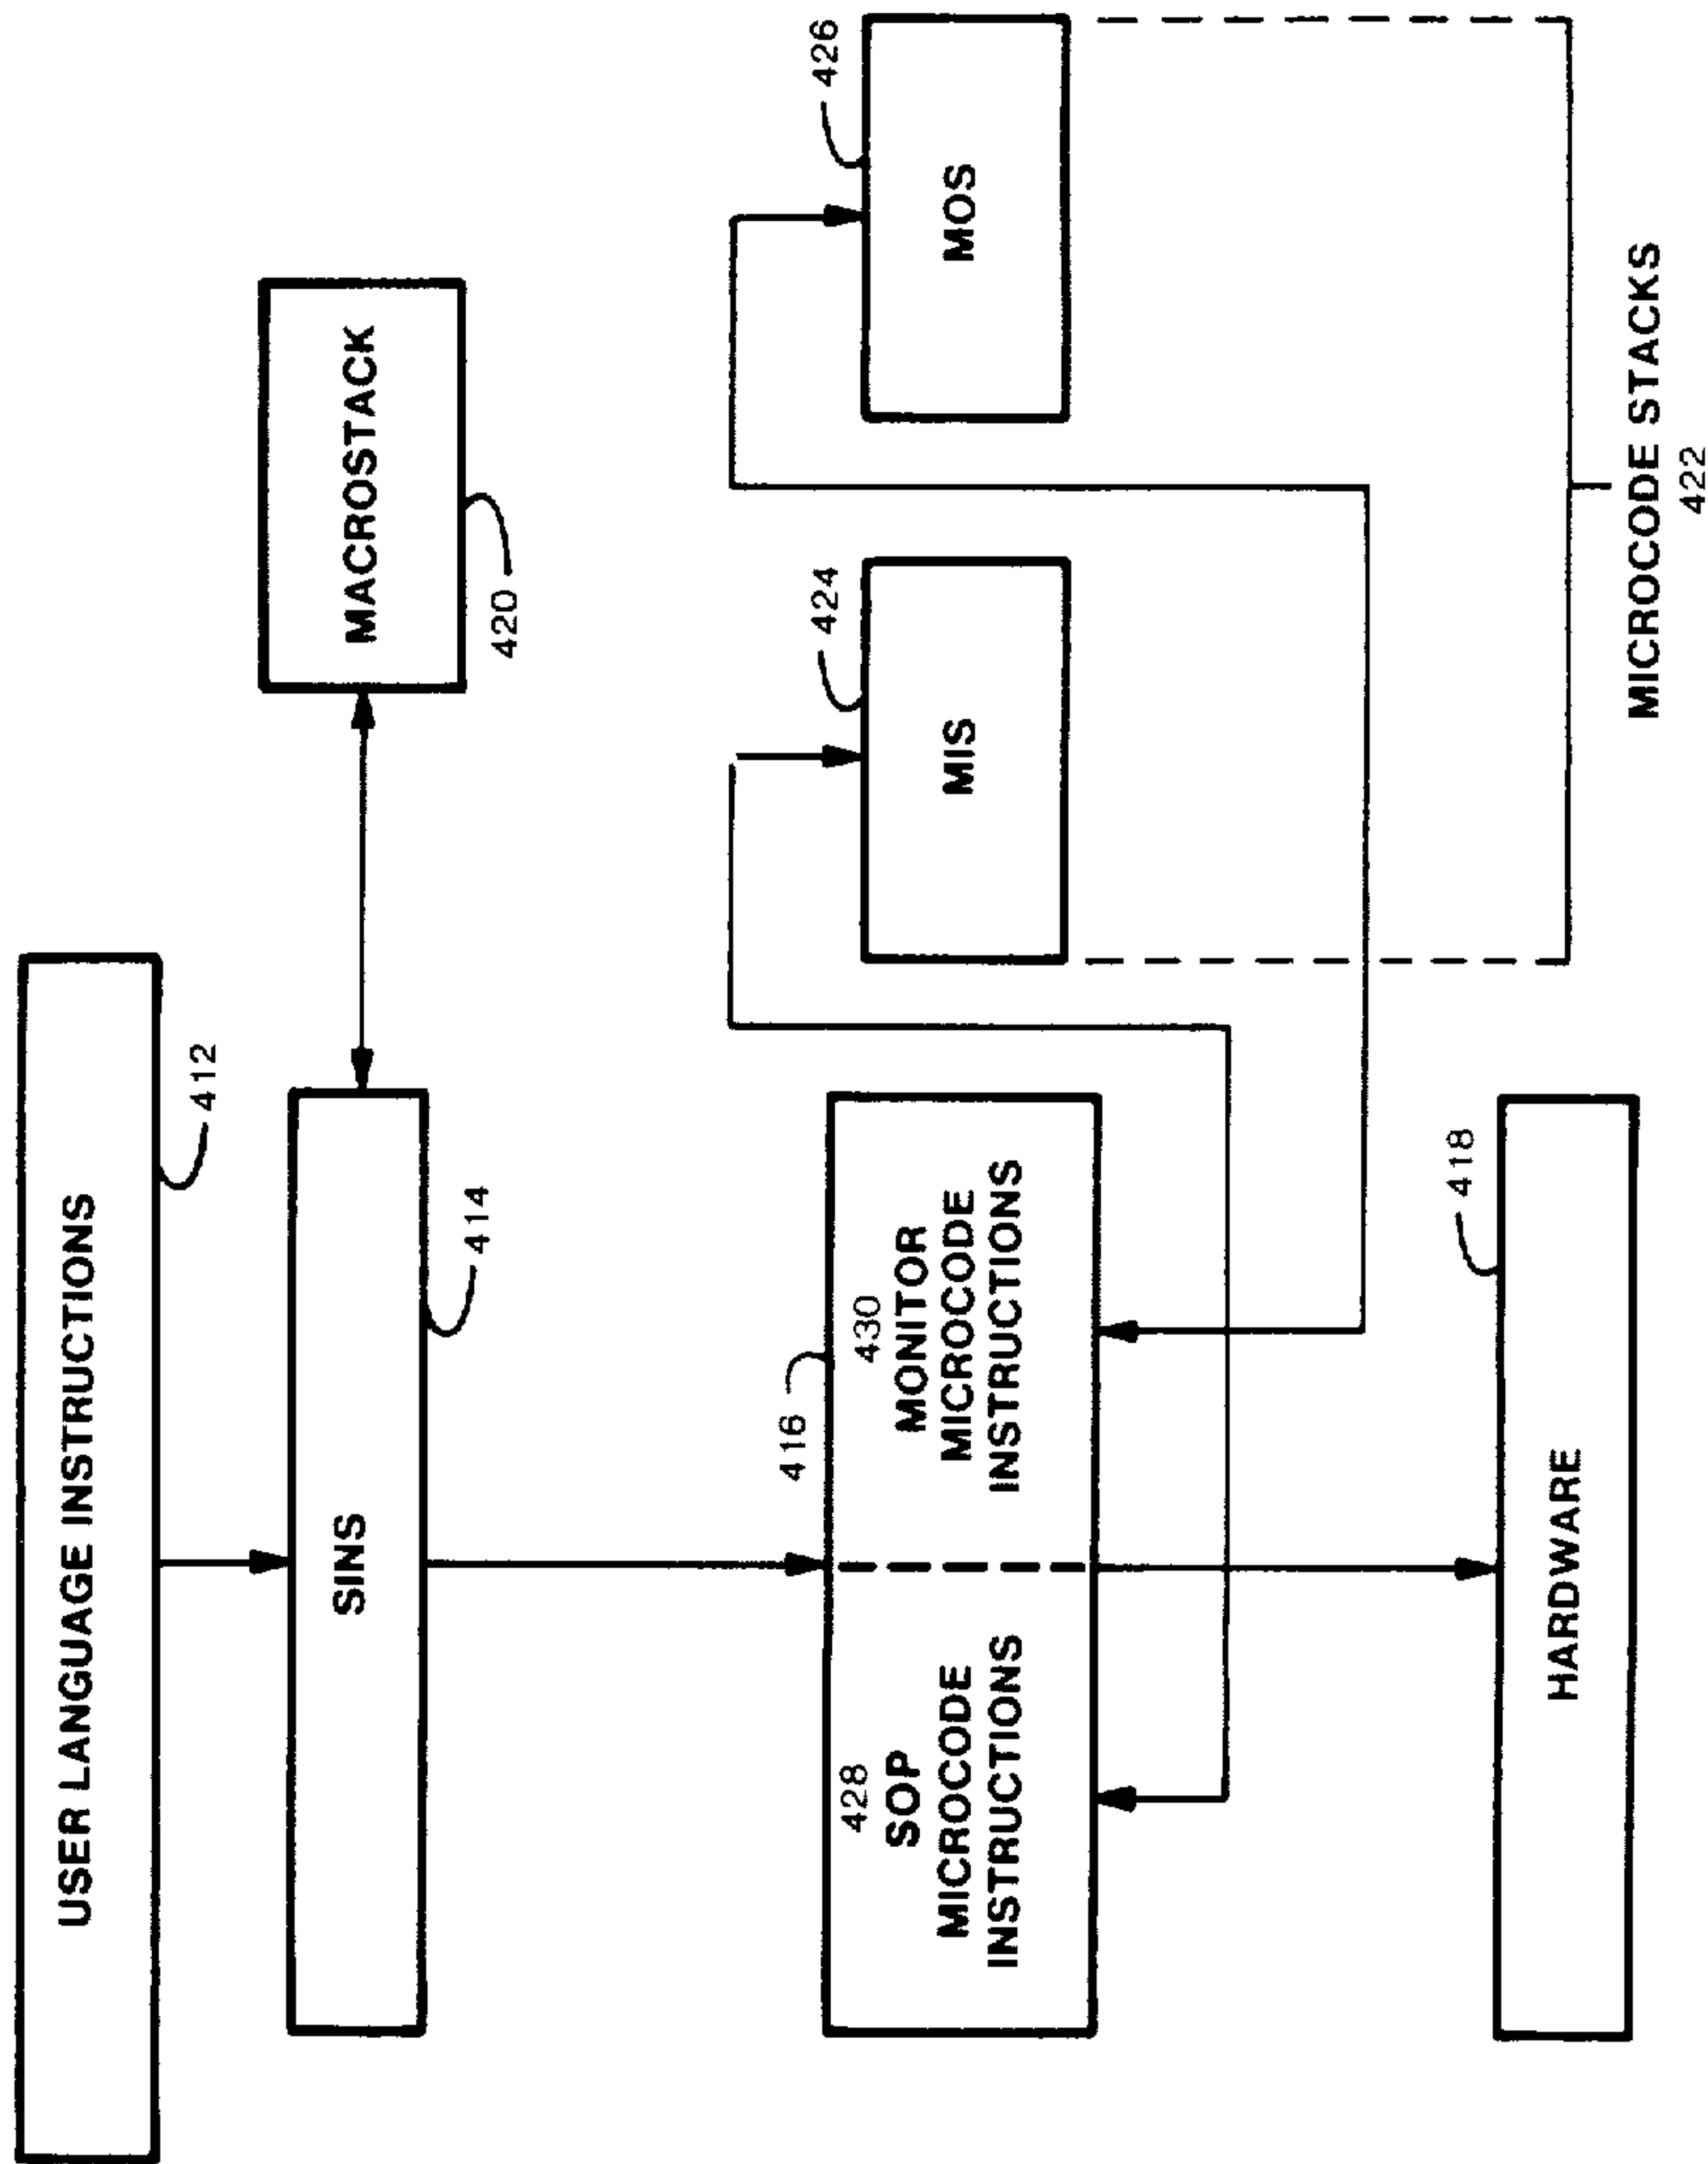 USER LANGUAGE INSTRUCTIONS
412
SINS
414
MACROSTACK
420
416
428
SOP
MICROCODE
INSTRUCTIONS
430
MONITOR
MICROCODE
INSTRUCTIONS
MIS
424
MOS
426
HARDWARE
418
MICROCODE STACKS
422